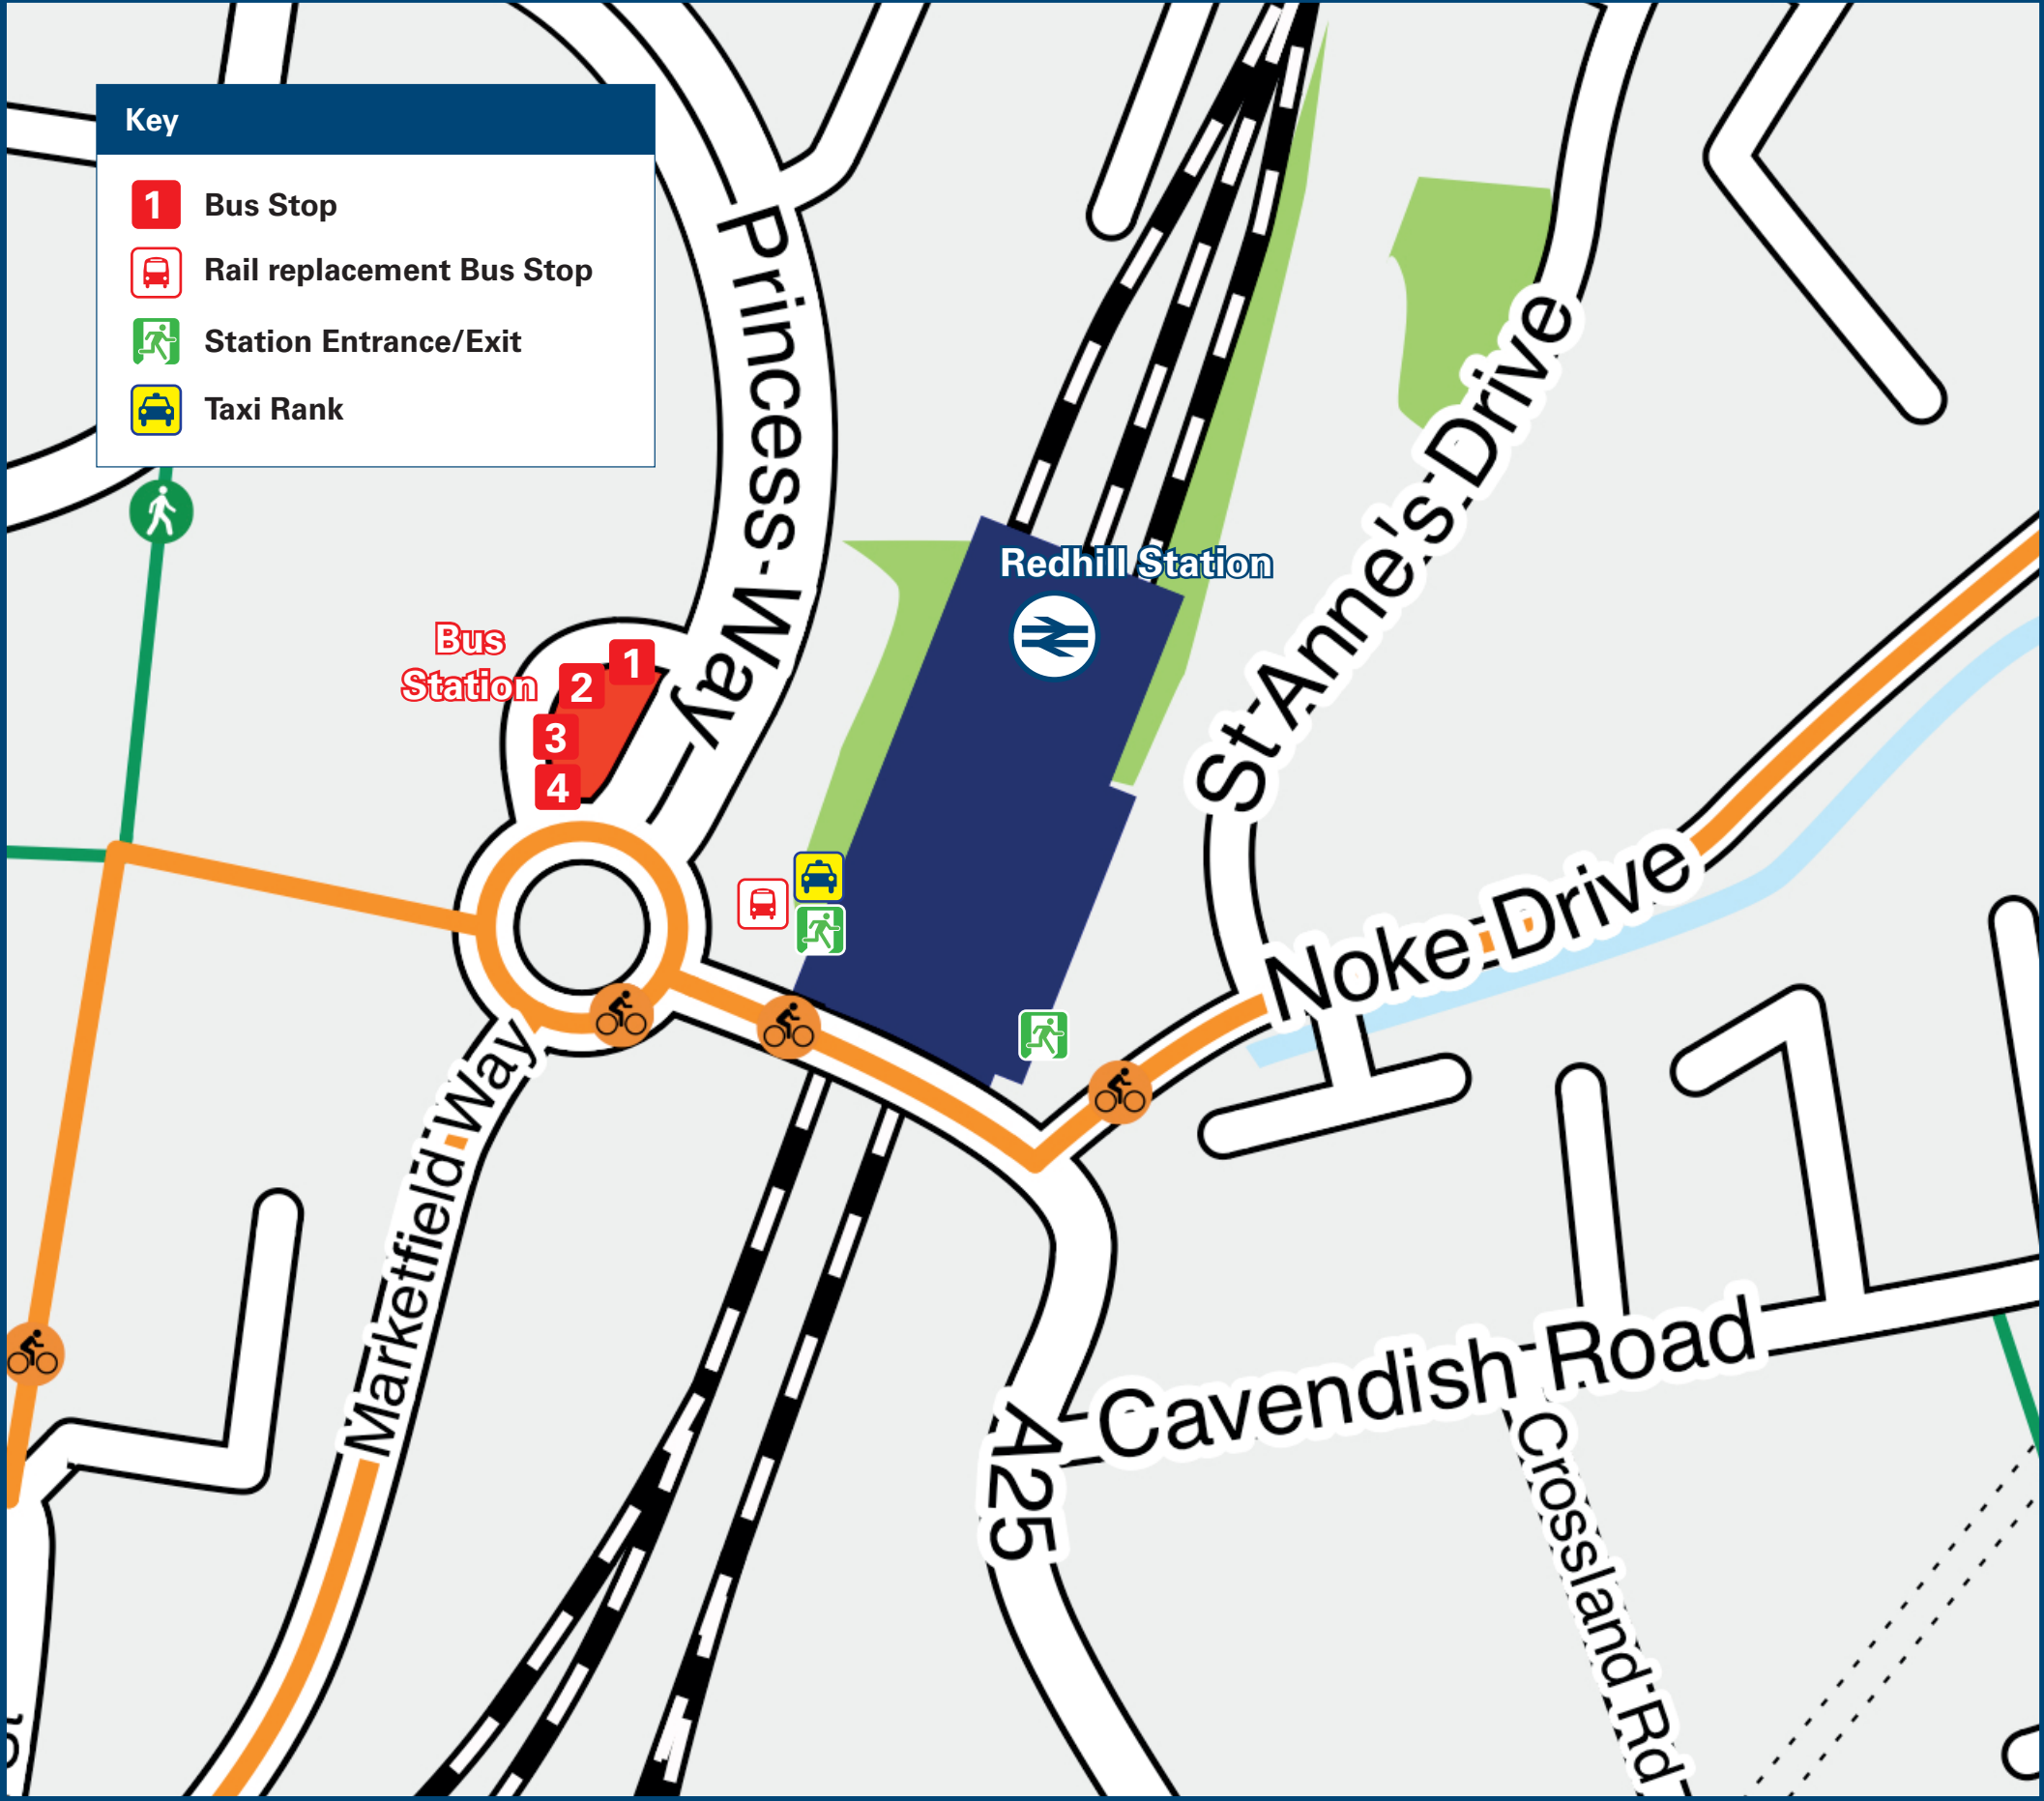 Key
1 Bus Stop
Rail replacement Bus Stop
Station Entrance/Exit
Taxi Rank
Princess-Way
St-Anne's Drive
Redhill Station
Bus
Station
1
2
3
4
Noke Drive
Marketfield Way
Cavendish Road
A25
Crossland Rd